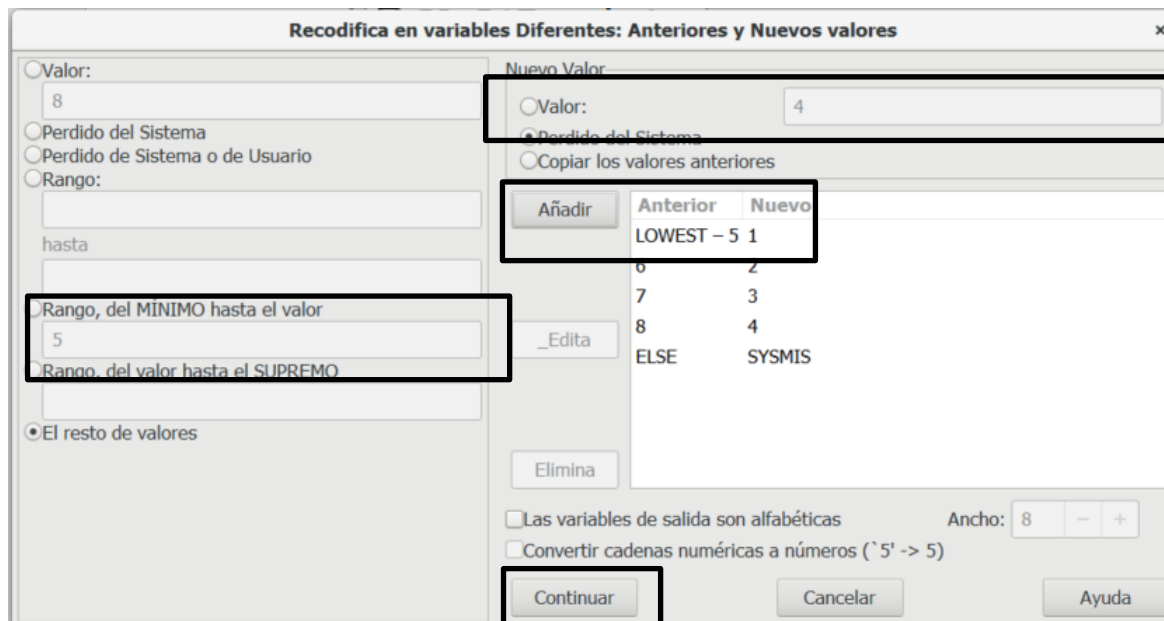 Recodifica en variables Diferentes: Anteriores y Nuevos valores ×
Valor:
8
Perdido del Sistema
Perdido de Sistema o de Usuario
Rango:
hasta
Rango, del MÍNIMO hasta el valor
5
Rango, del valor hasta el SUPREMO
El resto de valores
Nuevo Valor
Valor: 4
Perdido del Sistema
Copiar los valores anteriores
Añadir
Anterior Nuevo
LOWEST – 5 1
6 2
7 3
8 4
ELSE SYSMIS
_Edita
Elimina
Las variables de salida son alfabéticas Ancho: 8 − +
Convertir cadenas numéricas a números (`5' -> 5)
Continuar Cancelar Ayuda